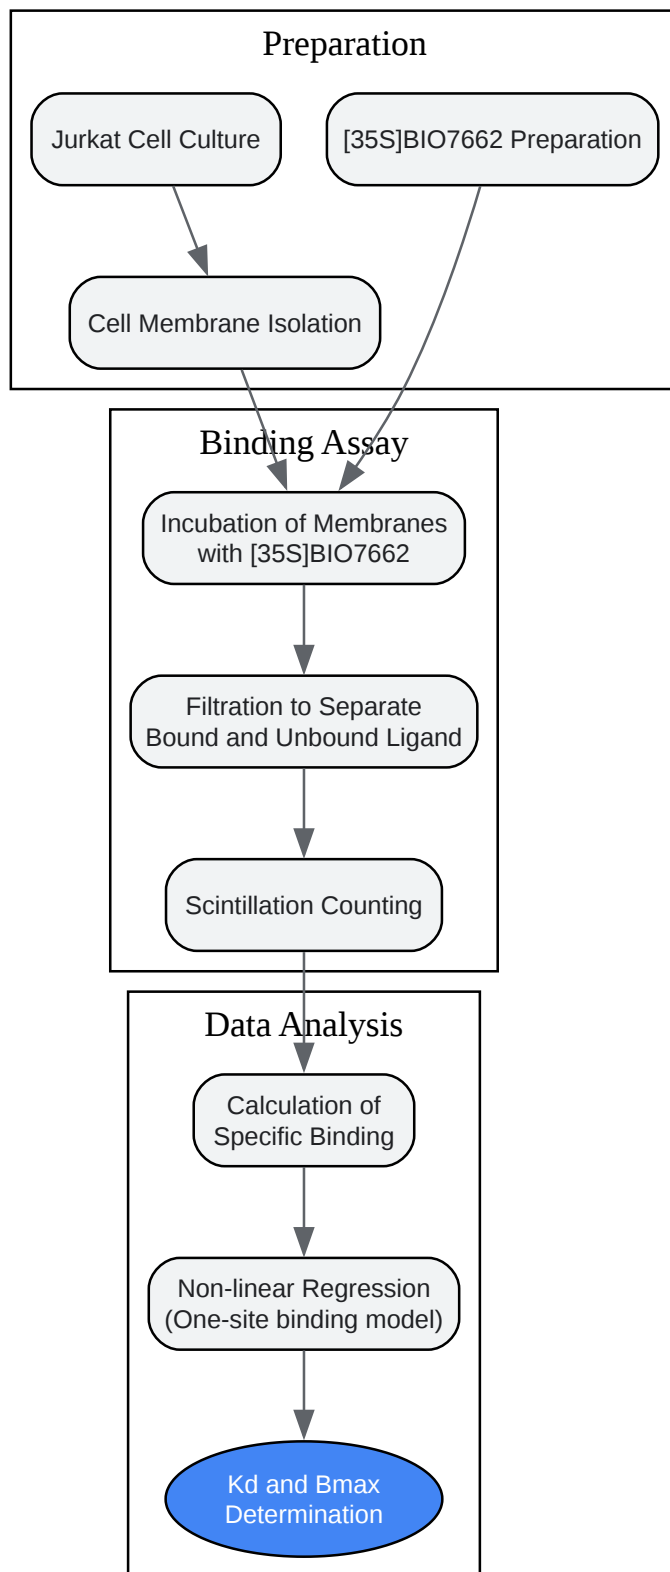 Preparation
Jurkat Cell Culture
[35S]BIO7662 Preparation
Cell Membrane Isolation
Binding Assay
Incubation of Membranes
with [35S]BIO7662
Filtration to Separate
Bound and Unbound Ligand
Scintillation Counting
Data Analysis
Calculation of
Specific Binding
Non-linear Regression
(One-site binding model)
Kd and Bmax
Determination